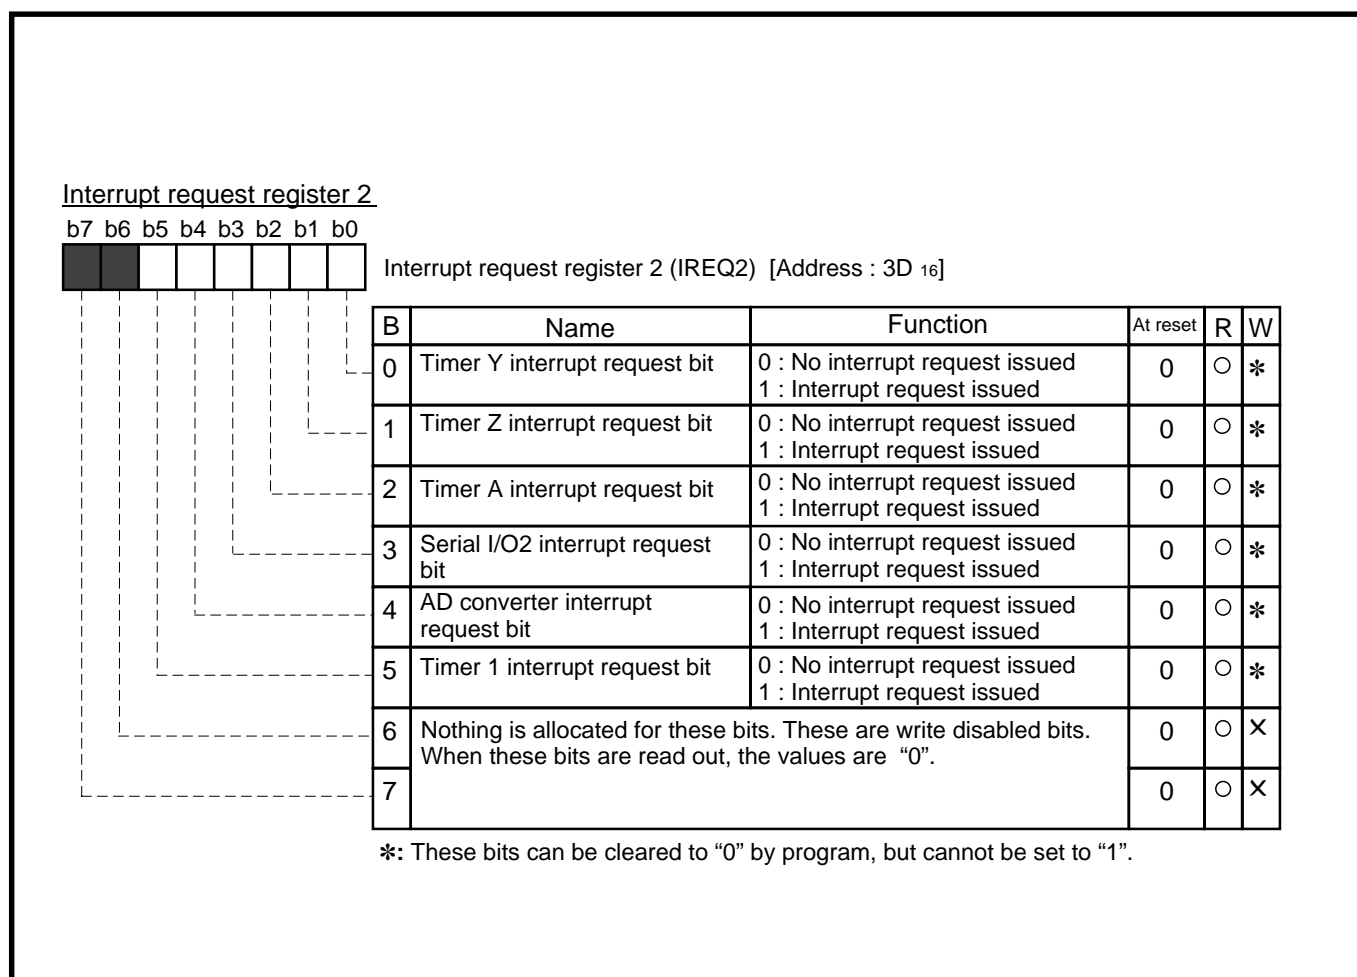 Interrupt request register 2
b7 b6 b5 b4 b3 b2 b1 b0
Interrupt request register 2 (IREQ2) [Address : 3D 16]
B Name Function At reset R W
0 Timer Y interrupt request bit 0 : No interrupt request issued 0 ○ ✻
1 : Interrupt request issued
1 Timer Z interrupt request bit 0 : No interrupt request issued 0 ○ ✻
1 : Interrupt request issued
2 Timer A interrupt request bit 0 : No interrupt request issued 0 ○ ✻
1 : Interrupt request issued
3 Serial I/O2 interrupt request 0 : No interrupt request issued 0 ○ ✻
bit 1 : Interrupt request issued
4 AD converter interrupt 0 : No interrupt request issued 0 ○ ✻
request bit 1 : Interrupt request issued
5 Timer 1 interrupt request bit 0 : No interrupt request issued 0 ○ ✻
1 : Interrupt request issued
6 Nothing is allocated for these bits. These are write disabled bits. 0 ○ ×
When these bits are read out, the values are “0”.
7 0 ○ ×
✻: These bits can be cleared to “0” by program, but cannot be set to “1”.